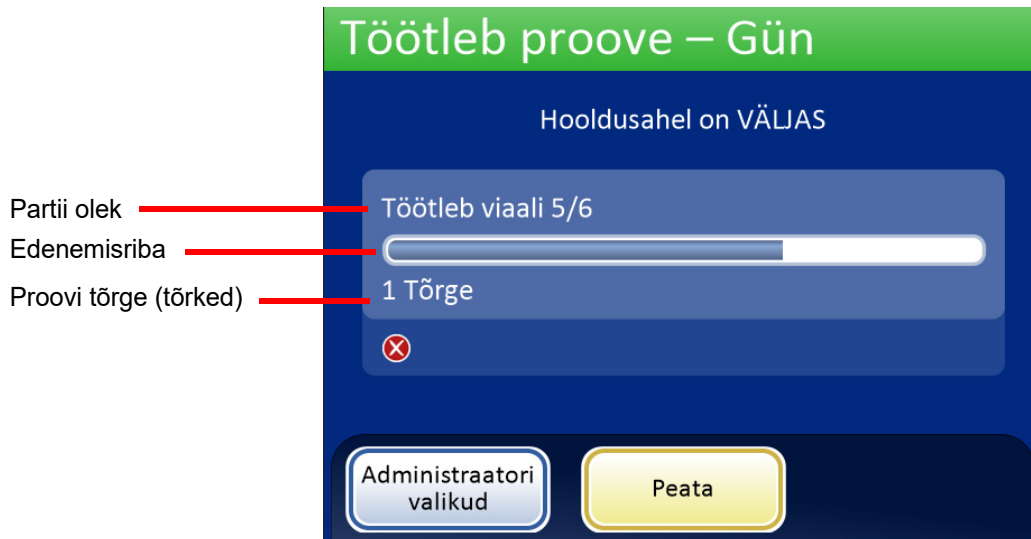 Töötleb proove – Gün
Hooldusahel on VÄLJAS
Partii olek
Töötleb viaali 5/6
Edenemisriba
Proovi tõrge (tõrked)
1 Tõrge
Administraatori
valikud
Peata